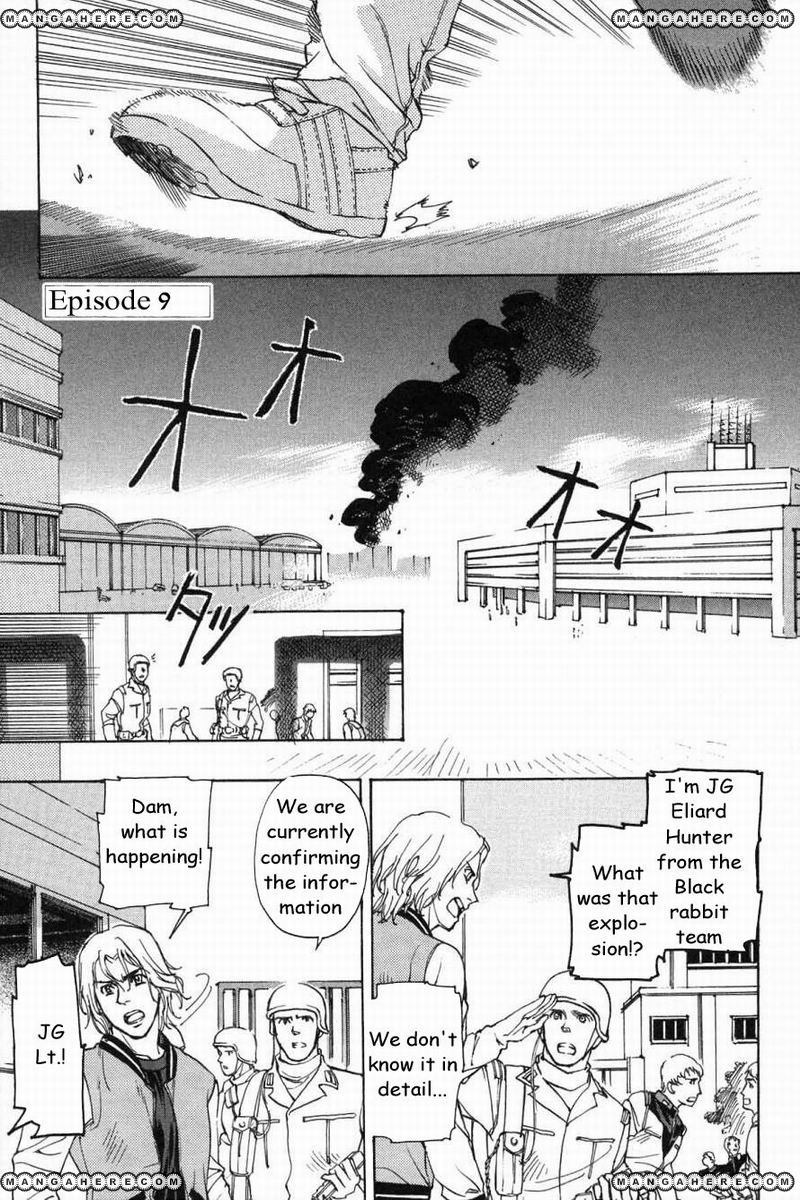 MANGAHERE.COM
MANGAHERE.COM
Episode 9
オ
オ
オ
オ
タッ
I'm JG
Eliard
Hunter
from the
Black
rabbit
team
What
was that
explo-
sion!?
We don't
know it in
detail...
We are
currently
confirming
the infor-
mation
Dam,
what is
happening!
JG
Lt.!
MANGAHERE.COM
MANGAHERE.COM